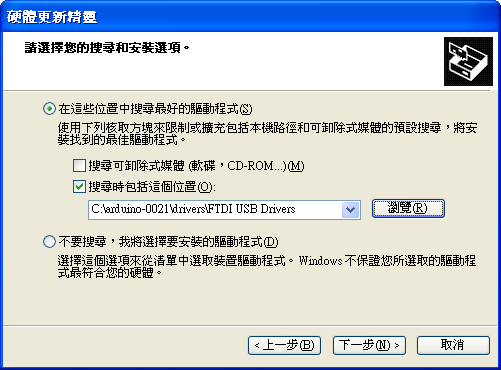 硬體更新精靈
請選擇您的搜尋和安裝選項。
在這些位置中搜尋最好的驅動程式(S)
使用下列核取方塊來限制或擴充包括本機路徑和可卸除式媒體的預設搜尋，將安
裝找到的最佳驅動程式。
搜尋可卸除式媒體 (軟碟，CD-ROM...)(M)
搜尋時包括這個位置(O):
C:\arduino-0021\drivers\FTDI USB Drivers
瀏覽(R)
不要搜尋，我將選擇要安裝的驅動程式(D)
選擇這個選項來從清單中選取裝置驅動程式。Windows 不保證您所選取的驅動程
式最符合您的硬體。
< 上一步(B)
下一步(N) >
取消